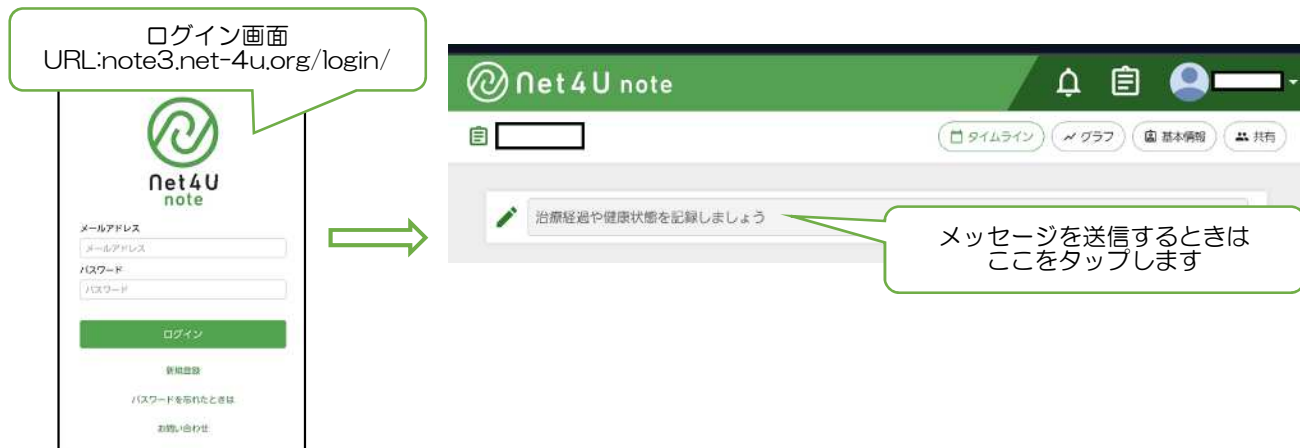 ログイン画面
URL:note3.net-4u.org/login/
Net4U
note
メールアドレス
メールアドレス
パスワード
パスワード
ログイン
新規登録
パスワードを忘れたときは
お問い合わせ
Net4U note
タイムライン
グラフ
基本情報
共有
治療経過や健康状態を記録しましょう
メッセージを送信するときは
ここをタップします